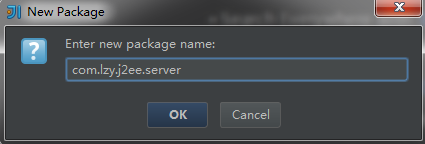 New Package
Enter new package name:
com.lzy.j2ee.server
OK
Cancel